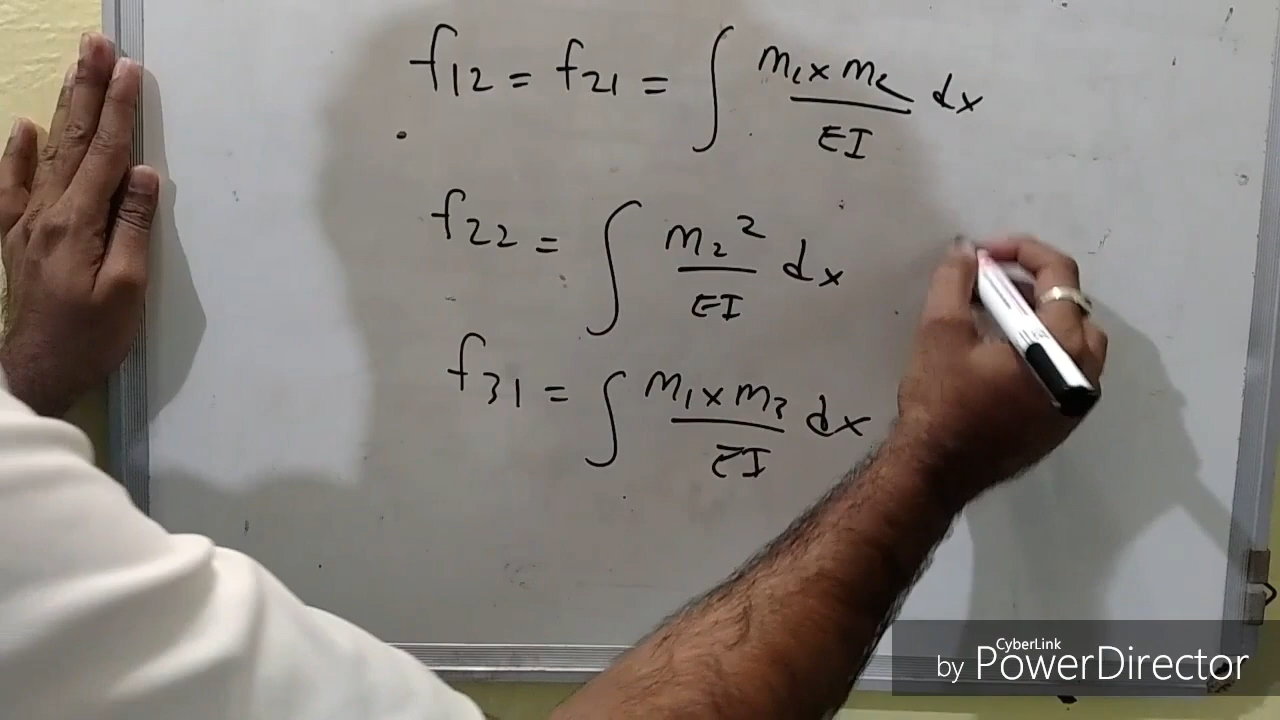 f12 = f21 = ∫ m1 x m2 / EI dx
f22 = ∫ m2² / EI dx
f31 = ∫ m1 x m3 / EI dx
CyberLink
by PowerDirector